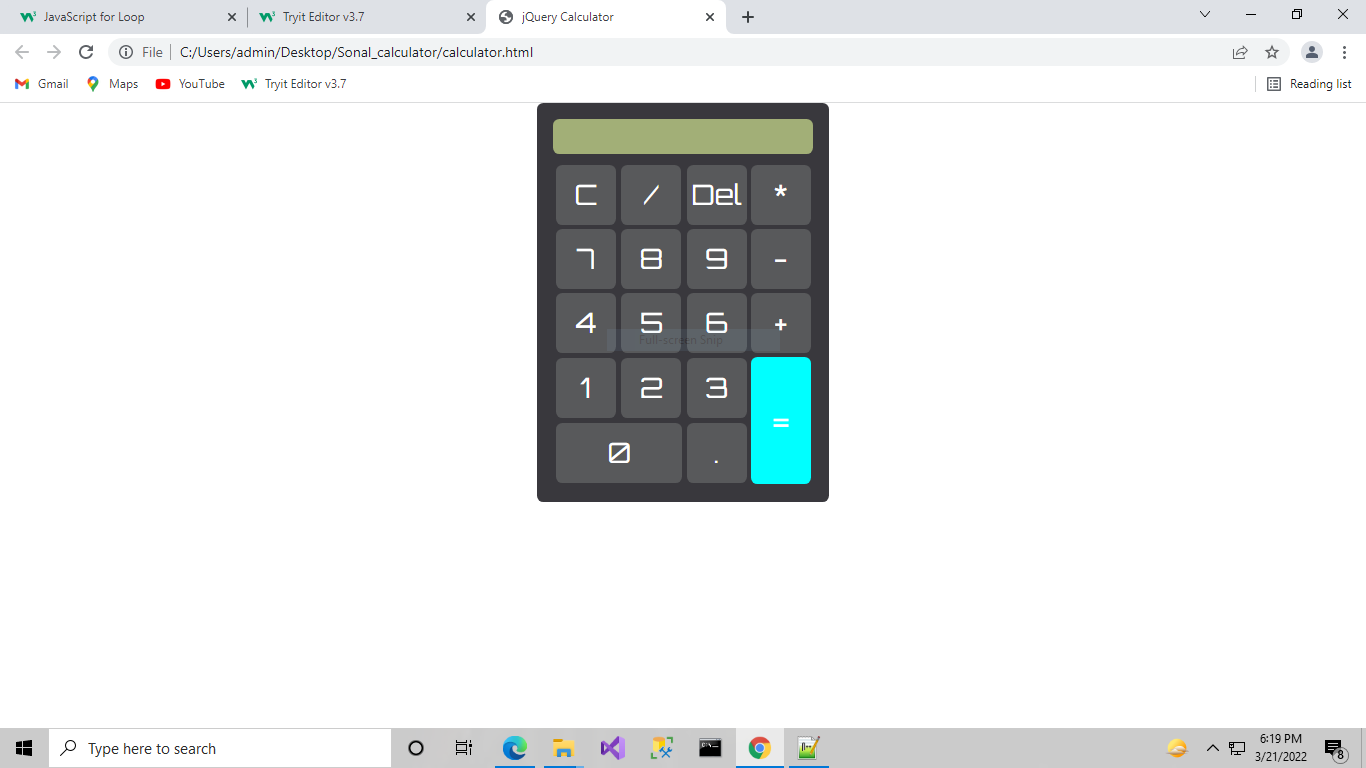 JavaScript for Loop
Tryit Editor v3.7
jQuery Calculator
File
C:/Users/admin/Desktop/Sonal_calculator/calculator.html
Gmail
Maps
YouTube
Tryit Editor v3.7
Reading list
C / Del *
7 8 9 -
4 5 6 +
Full-screen Snip
1 2 3
=
0 .
Type here to search
6:19 PM
3/21/2022
8